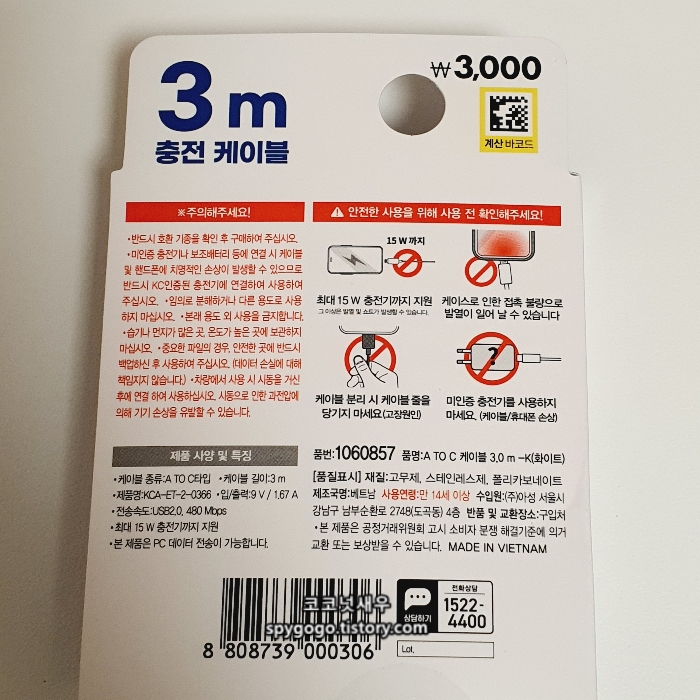 3 m
충전 케이블
₩3,000
계산 바코드
※주의해주세요!
•반드시 호환 기종을 확인 후 구매하여 주십시오.
•미인증 충전기나 보조배터리 등에 연결 시 케이블
및 핸드폰에 치명적인 손상이 발생할 수 있으므로
반드시 KC인증된 충전기에 연결하여 사용하여
주십시오. •임의로 분해하거나 다른 용도로 사용
하지 마십시오. •본래 용도 외 사용을 금지합니다.
•습기나 먼지가 많은 곳, 온도가 높은 곳에 보관하지
마십시오. •중요한 파일의 경우, 안전한 곳에 반드시
백업하신 후 사용하여 주십시오. (데이터 손실에 대해
책임지지 않습니다.) •차량에서 사용 시 시동을 거신
후에 연결 하여 사용하십시오. 시동으로 인한 과전압에
의해 기기 손상을 유발할 수 있습니다.
⚠ 안전한 사용을 위해 사용 전 확인해주세요!
15 W 까지
최대 15 W 충전기까지 지원
그 이상은 발열 및 쇼트가 발생할 수 있습니다.
케이스로 인한 접촉 불량으로
발열이 일어 날 수 있습니다
케이블 분리 시 케이블 줄을
당기지 마세요(고장원인)
?
미인증 충전기를 사용하지
마세요. (케이블/휴대폰 손상)
제품 사양 및 특징
•케이블 종류:A TO C타입 •케이블 길이:3 m
•제품명:KCA-ET-2-0366 •입/출력:9 V / 1.67 A
•전송속도:USB2.0, 480 Mbps
•최대 15 W 충전기까지 지원
•본 제품은 PC 데이터 전송이 가능합니다.
품번:1060857 품명:A TO C 케이블 3.0 m -K(화이트)
[품질표시] 재질:고무제, 스테인레스제, 폴리카보네이트
제조국명:베트남 사용연령:만 14세 이상 수입원:(주)아성 서울시
강남구 남부순환로 2748(도곡동) 4층 반품 및 교환장소:구입처
•본 제품은 공정거래위원회 고시 소비자 분쟁 해결기준에 의거
교환 또는 보상받을 수 있습니다. MADE IN VIETNAM
코코넛새우
spygogo.tistory.com
8 808739 000306
상담하기
전화상담
1522-
4400
Lot.